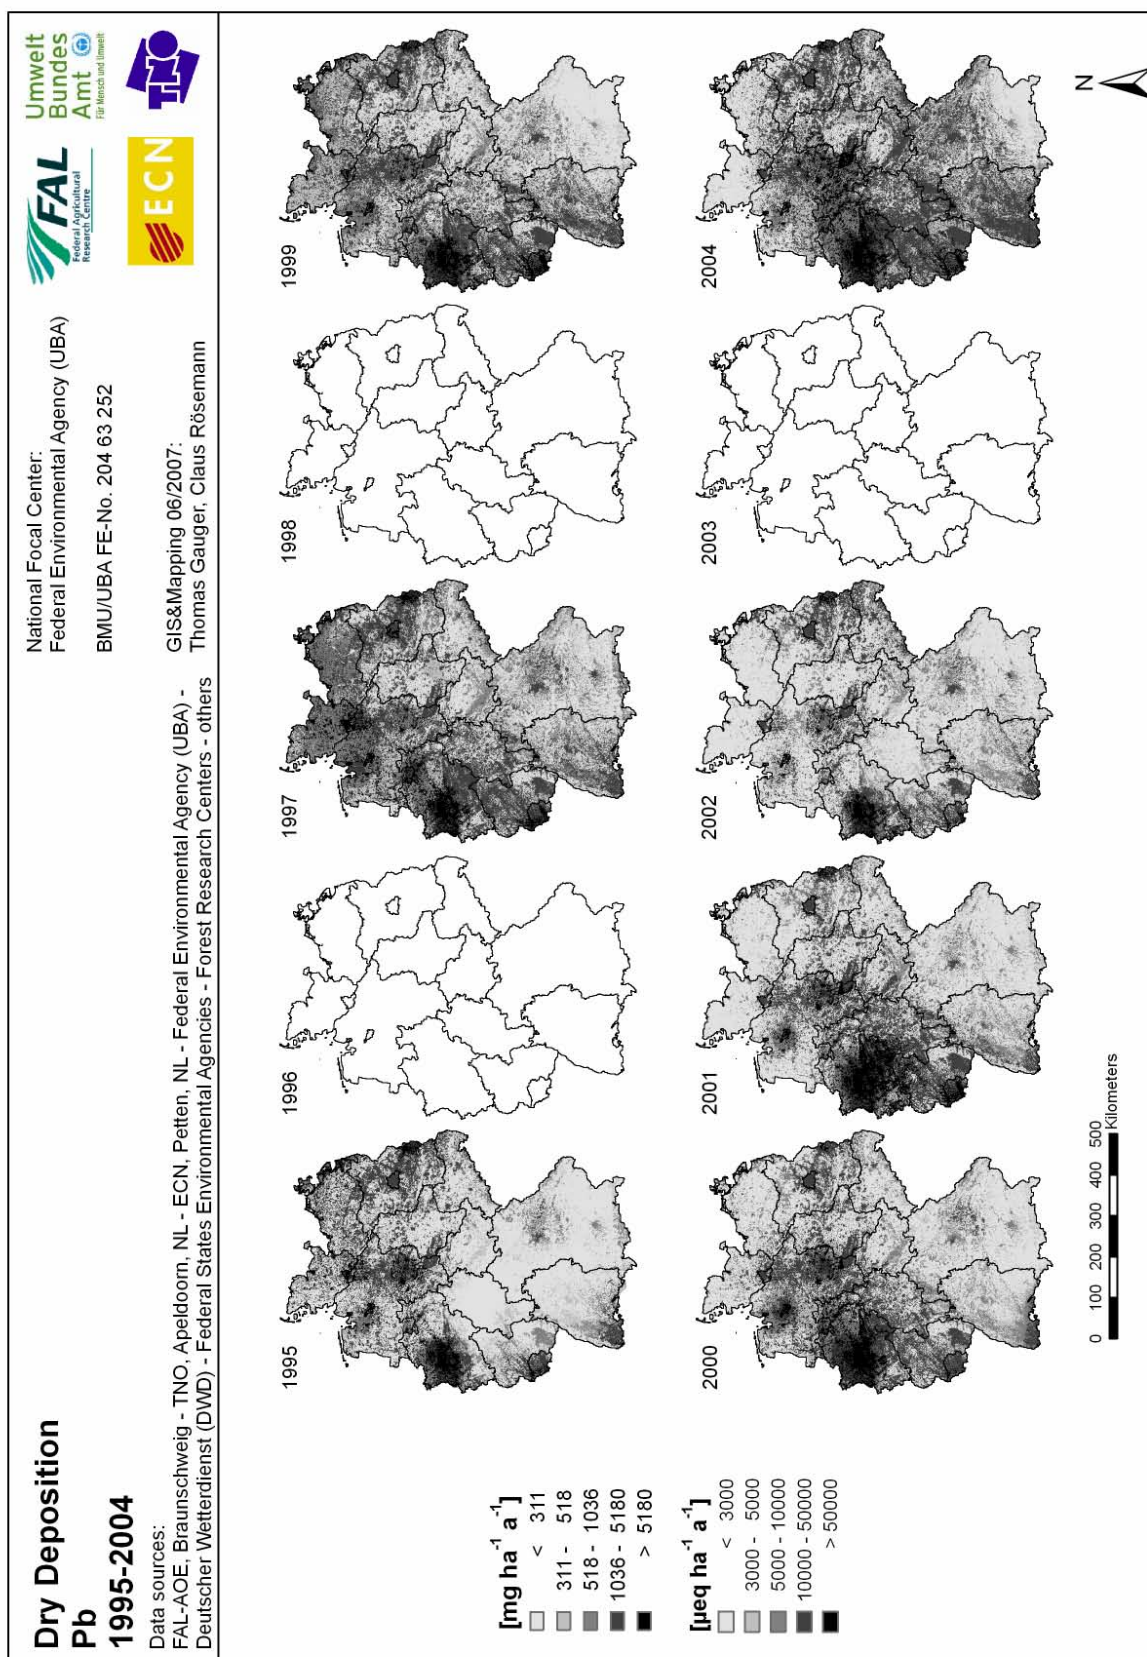 Dry Deposition
Pb
1995-2004
Data sources:
FAL-AOE, Braunschweig - TNO, Apeldoorn, NL - ECN, Petten, NL - Federal Environmental Agency (UBA) -
Deutscher Wetterdienst (DWD) - Federal States Environmental Agencies - Forest Research Centers - others
National Focal Center:
Federal Environmental Agency (UBA)
BMU/UBA FE-No. 204 63 252
GIS&Mapping 06/2007:
Thomas Gauger, Claus Rösemann
FAL
Federal Agricultural
Research Centre
Umwelt
Bundes
Amt
Für Mensch und Umwelt
ECN
TNO
1995
1996
1997
1998
1999
[mg ha⁻¹ a⁻¹]
< 311
311 - 518
518 - 1036
1036 - 5180
> 5180
[µeq ha⁻¹ a⁻¹]
< 3000
3000 - 5000
5000 - 10000
10000 - 50000
> 50000
2000
2001
2002
2003
2004
0 100 200 300 400 500
Kilometers
N